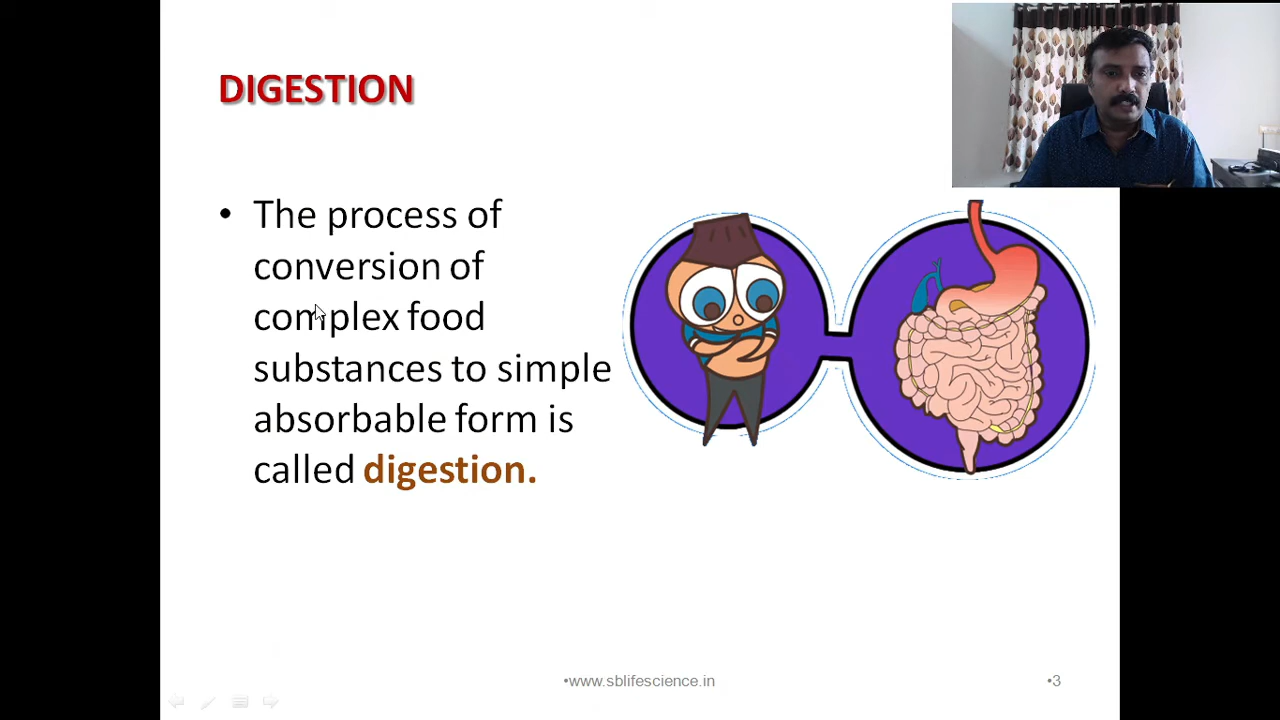 DIGESTION
• The process of
conversion of
complex food
substances to simple
absorbable form is
called digestion.
•www.sblifescience.in
•3